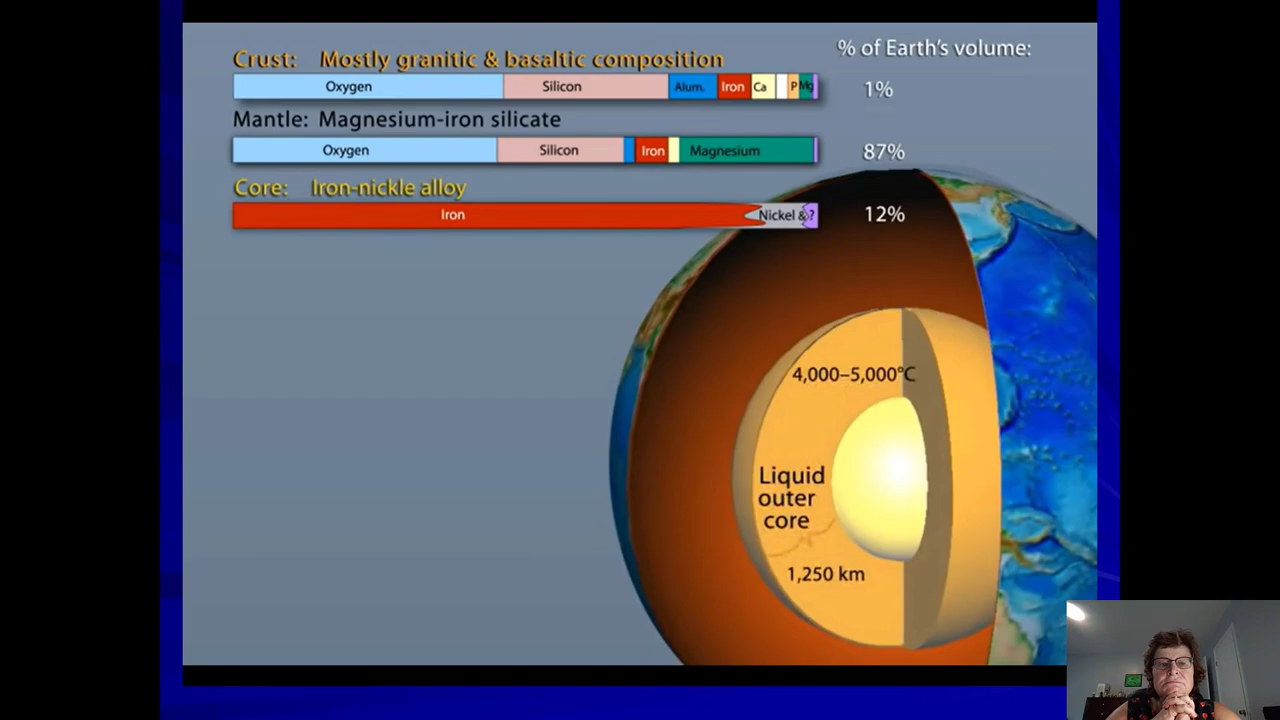 Crust: Mostly granitic & basaltic composition
% of Earth's volume:
Oxygen Silicon Alum. Iron Ca P Mg
1%
Mantle: Magnesium-iron silicate
Oxygen Silicon Iron Magnesium
87%
Core: Iron-nickle alloy
Iron Nickel & ?
12%
4,000–5,000°C
Liquid
outer
core
1,250 km